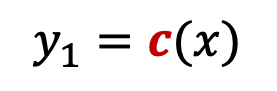 y₁ = c(x)